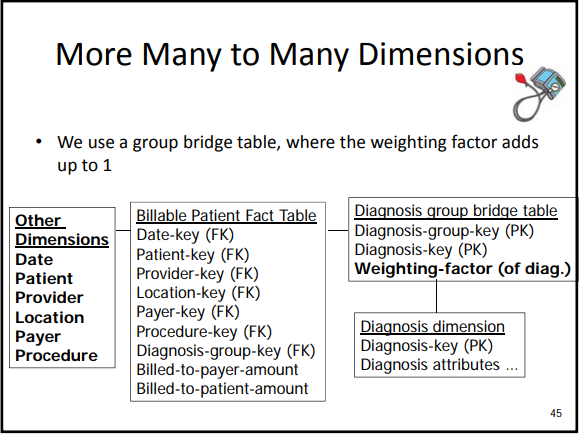 More Many to Many Dimensions
• We use a group bridge table, where the weighting factor adds
up to 1
Other
Dimensions
Date
Patient
Provider
Location
Payer
Procedure
Billable Patient Fact Table
Date-key (FK)
Patient-key (FK)
Provider-key (FK)
Location-key (FK)
Payer-key (FK)
Procedure-key (FK)
Diagnosis-group-key (FK)
Billed-to-payer-amount
Billed-to-patient-amount
Diagnosis group bridge table
Diagnosis-group-key (PK)
Diagnosis-key (PK)
Weighting-factor (of diag.)
Diagnosis dimension
Diagnosis-key (PK)
Diagnosis attributes ...
45